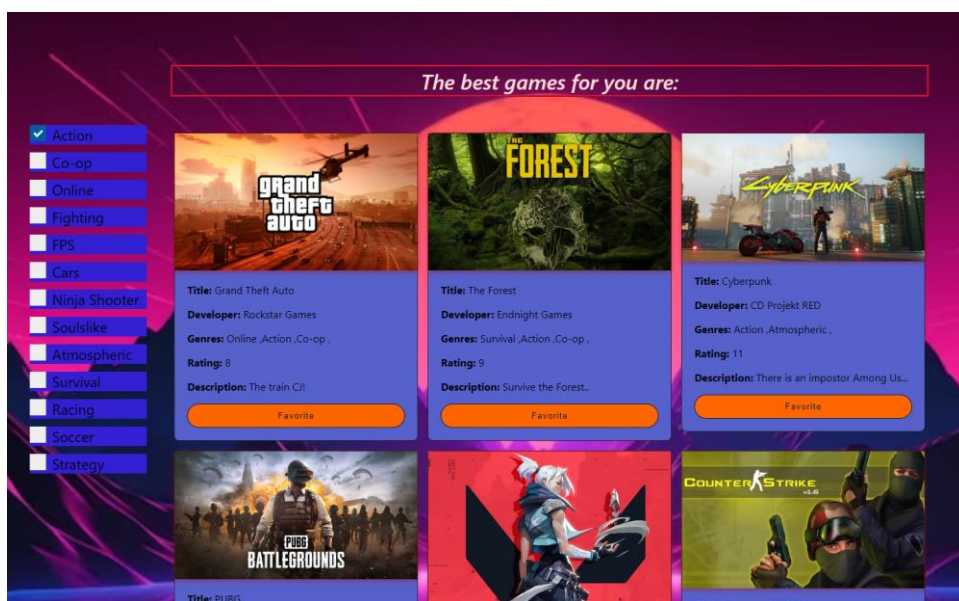 The best games for you are:
Action
Co-op
Online
Fighting
FPS
Cars
Ninja Shooter
Soulslike
Atmospheric
Survival
Racing
Soccer
Strategy
grand
theft
auto
Title: Grand Theft Auto
Developer: Rockstar Games
Genres: Online ,Action ,Co-op ,
Rating: 8
Description: The train CJ!
Favorite
THE
FOREST
Title: The Forest
Developer: Endnight Games
Genres: Survival ,Action ,Co-op ,
Rating: 9
Description: Survive the Forest..
Favorite
Cyberpunk
Title: Cyberpunk
Developer: CD Projekt RED
Genres: Action ,Atmospheric ,
Rating: 11
Description: There is an impostor Among Us...
Favorite
PUBG
BATTLEGROUNDS
Title: PUBG
COUNTER STRIKE
v1.6